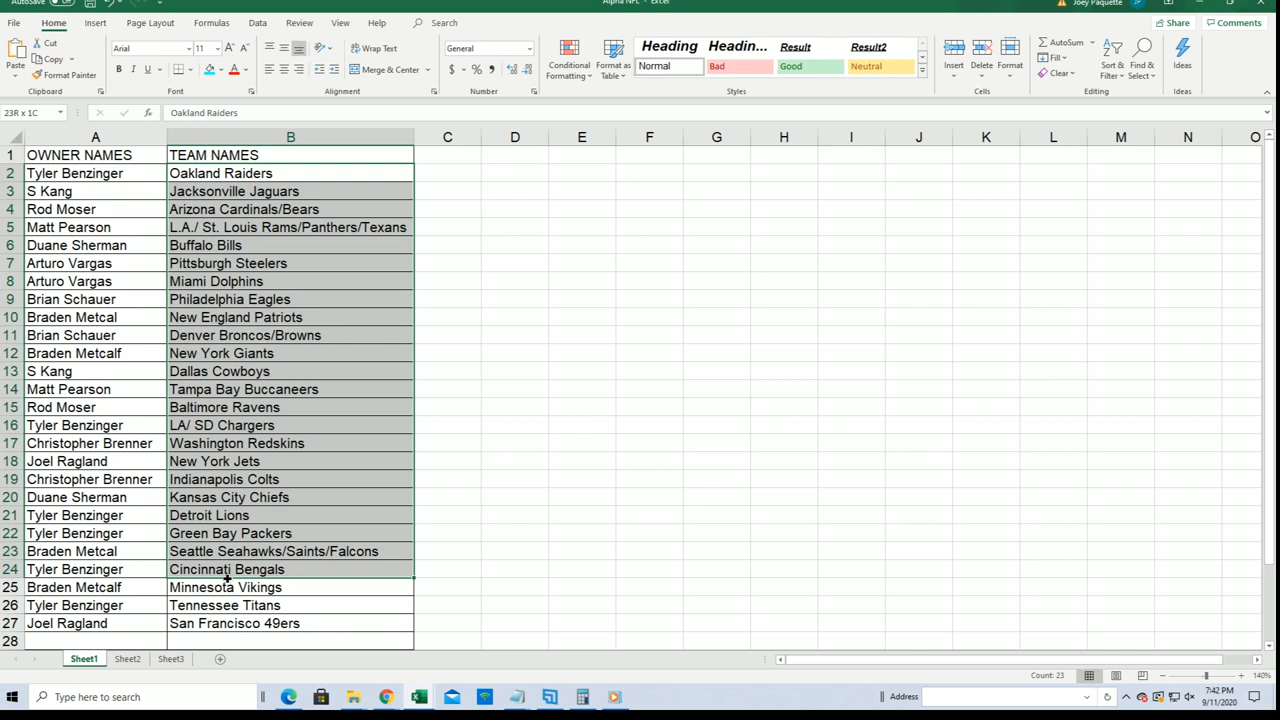 AutoSave Off Alpha NFL - Excel Joey Paquette JP
File Home Insert Page Layout Formulas Data Review View Help Search Share Comments
Paste Cut Copy Format Painter Clipboard
Arial 11 B I U Font
Wrap Text Merge & Center Alignment
General $ % Number
Conditional Formatting Format as Table
Heading Headin... Result Result2
Normal Bad Good Neutral
Styles
Insert Delete Format Cells
AutoSum Fill Clear Sort & Filter Find & Select Editing
Ideas Ideas
23R x 1C fx Oakland Raiders
A B C D E F G H I J K L M N O
1 OWNER NAMES TEAM NAMES
2 Tyler Benzinger Oakland Raiders
3 S Kang Jacksonville Jaguars
4 Rod Moser Arizona Cardinals/Bears
5 Matt Pearson L.A./ St. Louis Rams/Panthers/Texans
6 Duane Sherman Buffalo Bills
7 Arturo Vargas Pittsburgh Steelers
8 Arturo Vargas Miami Dolphins
9 Brian Schauer Philadelphia Eagles
10 Braden Metcal New England Patriots
11 Brian Schauer Denver Broncos/Browns
12 Braden Metcalf New York Giants
13 S Kang Dallas Cowboys
14 Matt Pearson Tampa Bay Buccaneers
15 Rod Moser Baltimore Ravens
16 Tyler Benzinger LA/ SD Chargers
17 Christopher Brenner Washington Redskins
18 Joel Ragland New York Jets
19 Christopher Brenner Indianapolis Colts
20 Duane Sherman Kansas City Chiefs
21 Tyler Benzinger Detroit Lions
22 Tyler Benzinger Green Bay Packers
23 Braden Metcal Seattle Seahawks/Saints/Falcons
24 Tyler Benzinger Cincinnati Bengals
25 Braden Metcalf Minnesota Vikings
26 Tyler Benzinger Tennessee Titans
27 Joel Ragland San Francisco 49ers
28
Sheet1 Sheet2 Sheet3
Count: 23 140%
Type here to search Address 7:42 PM
9/11/2020